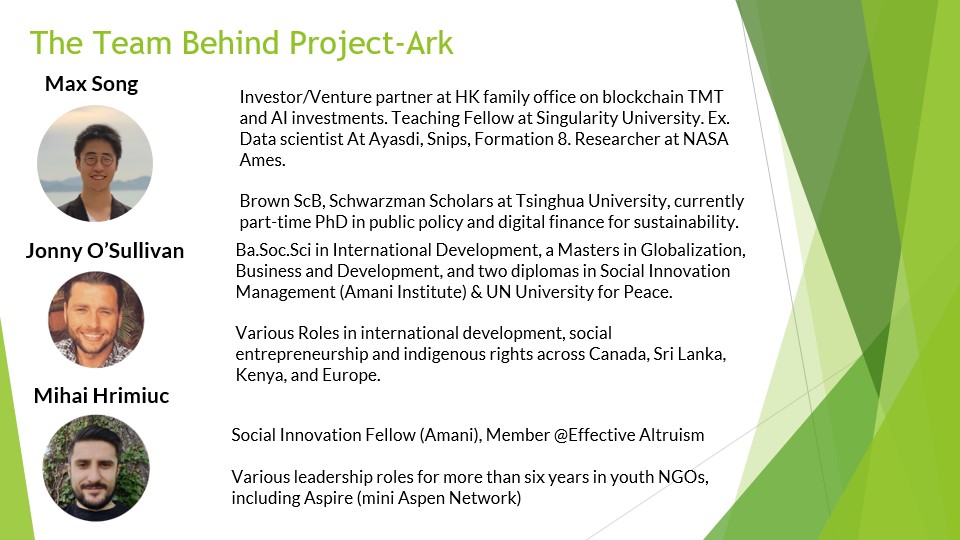 The Team Behind Project-Ark
Max Song
Investor/Venture partner at HK family office on blockchain TMT
and AI investments. Teaching Fellow at Singularity University. Ex.
Data scientist At Ayasdi, Snips, Formation 8. Researcher at NASA
Ames.
Brown ScB, Schwarzman Scholars at Tsinghua University, currently
part-time PhD in public policy and digital finance for sustainability.
Jonny O’Sullivan
Ba.Soc.Sci in International Development, a Masters in Globalization,
Business and Development, and two diplomas in Social Innovation
Management (Amani Institute) & UN University for Peace.
Various Roles in international development, social
entrepreneurship and indigenous rights across Canada, Sri Lanka,
Kenya, and Europe.
Mihai Hrimiuc
Social Innovation Fellow (Amani), Member @Effective Altruism
Various leadership roles for more than six years in youth NGOs,
including Aspire (mini Aspen Network)